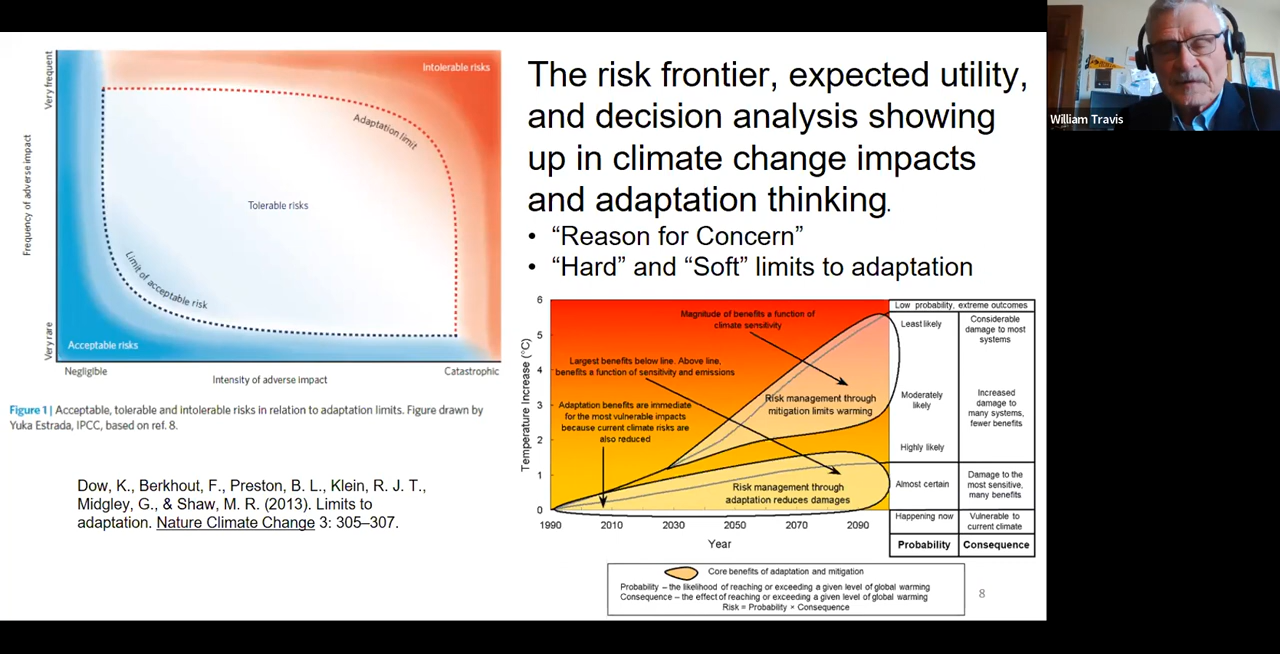 The risk frontier, expected utility,
and decision analysis showing
up in climate change impacts
and adaptation thinking.
• “Reason for Concern”
• “Hard” and “Soft” limits to adaptation
William Travis
Very frequent
Frequency of adverse impact
Very rare
Intolerable risks
Adaptation limit
Tolerable risks
Limit of acceptable risk
Acceptable risks
Negligible
Intensity of adverse impact
Catastrophic
Figure 1 | Acceptable, tolerable and intolerable risks in relation to adaptation limits. Figure drawn by
Yuka Estrada, IPCC, based on ref. 8.
Dow, K., Berkhout, F., Preston, B. L., Klein, R. J. T.,
Midgley, G., & Shaw, M. R. (2013). Limits to
adaptation. Nature Climate Change 3: 305–307.
Temperature Increase (°C)
6
5
4
3
2
1
0
Magnitude of benefits a function of
climate sensitivity
Largest benefits below line. Above line,
benefits a function of sensitivity and emissions
Adaptation benefits are immediate
for the most vulnerable impacts
because current climate risks are
also reduced
Risk management through
mitigation limits warming
Risk management through
adaptation reduces damages
1990 2010 2030 2050 2070 2090
Year
Low probability, extreme outcomes
Least likely
Considerable
damage to most
systems
Moderately
likely
Increased
damage to
many systems,
fewer benefits
Highly likely
Almost certain
Damage to the
most sensitive,
many benefits
Happening now
Vulnerable to
current climate
Probability Consequence
Core benefits of adaptation and mitigation
Probability – the likelihood of reaching or exceeding a given level of global warming
Consequence – the effect of reaching or exceeding a given level of global warming
Risk = Probability × Consequence
8